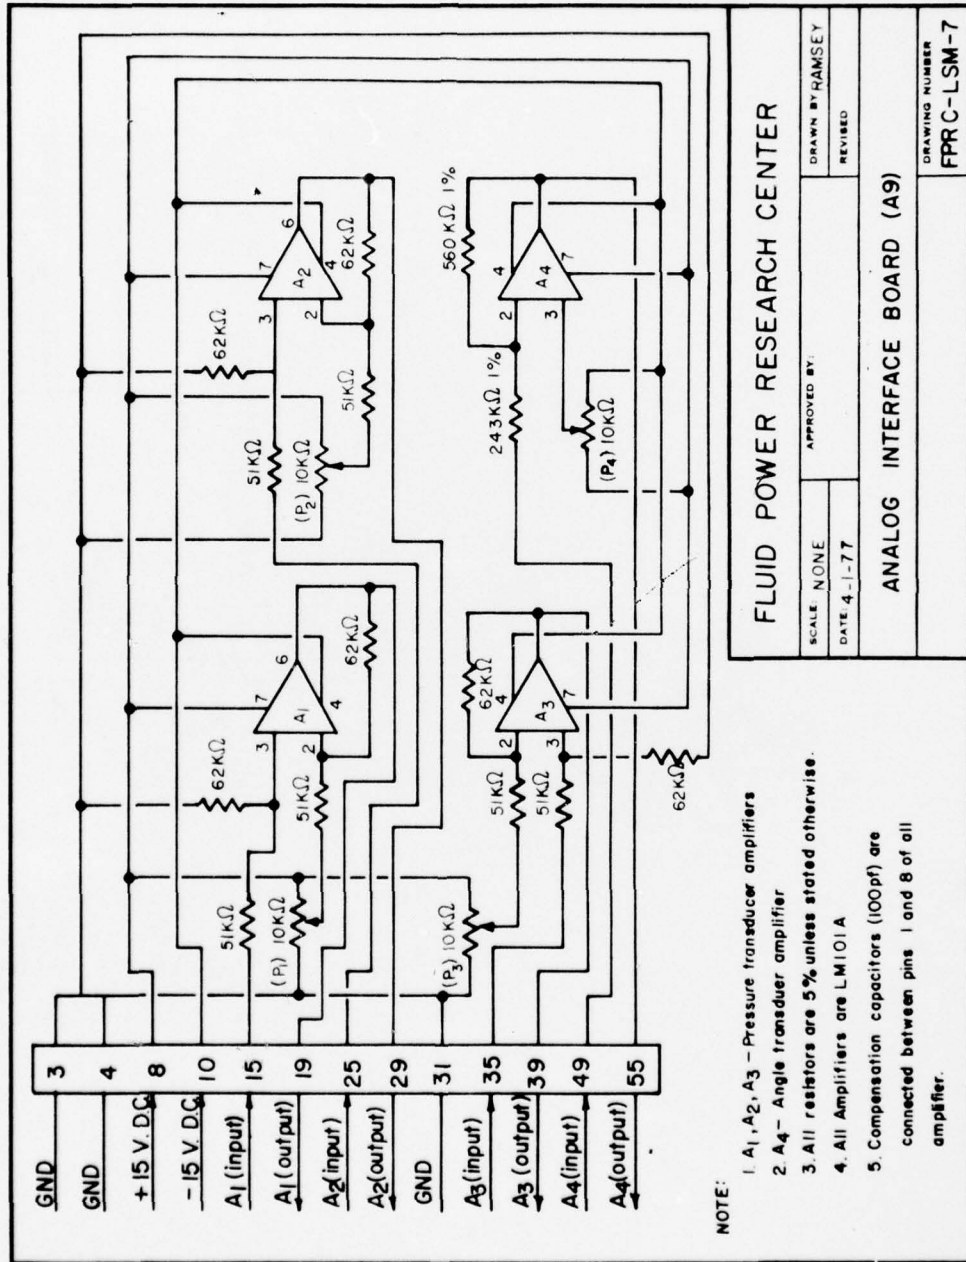 GND
3
GND
4
+15 V. D.C.
8
-15 V. D.C.
10
A1 (input)
15
A1 (output)
19
A2 (input)
25
A2 (output)
29
GND
31
A3 (input)
35
A3 (output)
39
A4 (input)
49
A4 (output)
55
51KΩ
(P1) 10KΩ
62KΩ
51KΩ
3
2
A1
7
6
4
62KΩ
51KΩ
(P2) 10KΩ
62KΩ
51KΩ
3
2
A2
7
6
4
62KΩ
(P3) 10KΩ
51KΩ
51KΩ
2
3
A3
4
7
62KΩ
62KΩ
243KΩ 1%
(P4) 10KΩ
2
3
A4
4
7
560KΩ 1%
NOTE:
1. A1, A2, A3 – Pressure transducer amplifiers
2. A4 – Angle transduer amplifier
3. All resistors are 5% unless stated otherwise.
4. All Amplifiers are LM101A
5. Compensation capacitors (100pf) are
connected between pins 1 and 8 of all
amplifier.
FLUID POWER RESEARCH CENTER
SCALE: NONE
APPROVED BY:
DRAWN BY RAMSEY
DATE: 4-1-77
REVISED
ANALOG INTERFACE BOARD (A9)
DRAWING NUMBER
FPRC-LSM-7